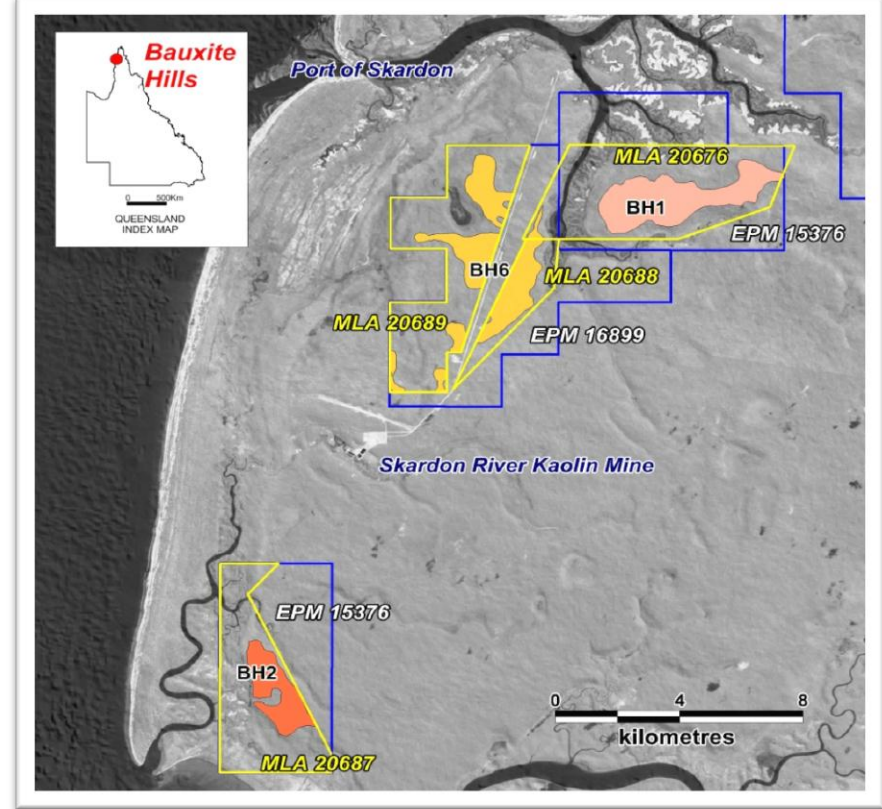 Bauxite
Hills
0 500Km
QUEENSLAND
INDEX MAP
Port of Skardon
MLA 20676
BH1
EPM 15376
BH6
MLA 20688
MLA 20689
EPM 16899
Skardon River Kaolin Mine
EPM 15376
BH2
MLA 20687
0 4 8
kilometres